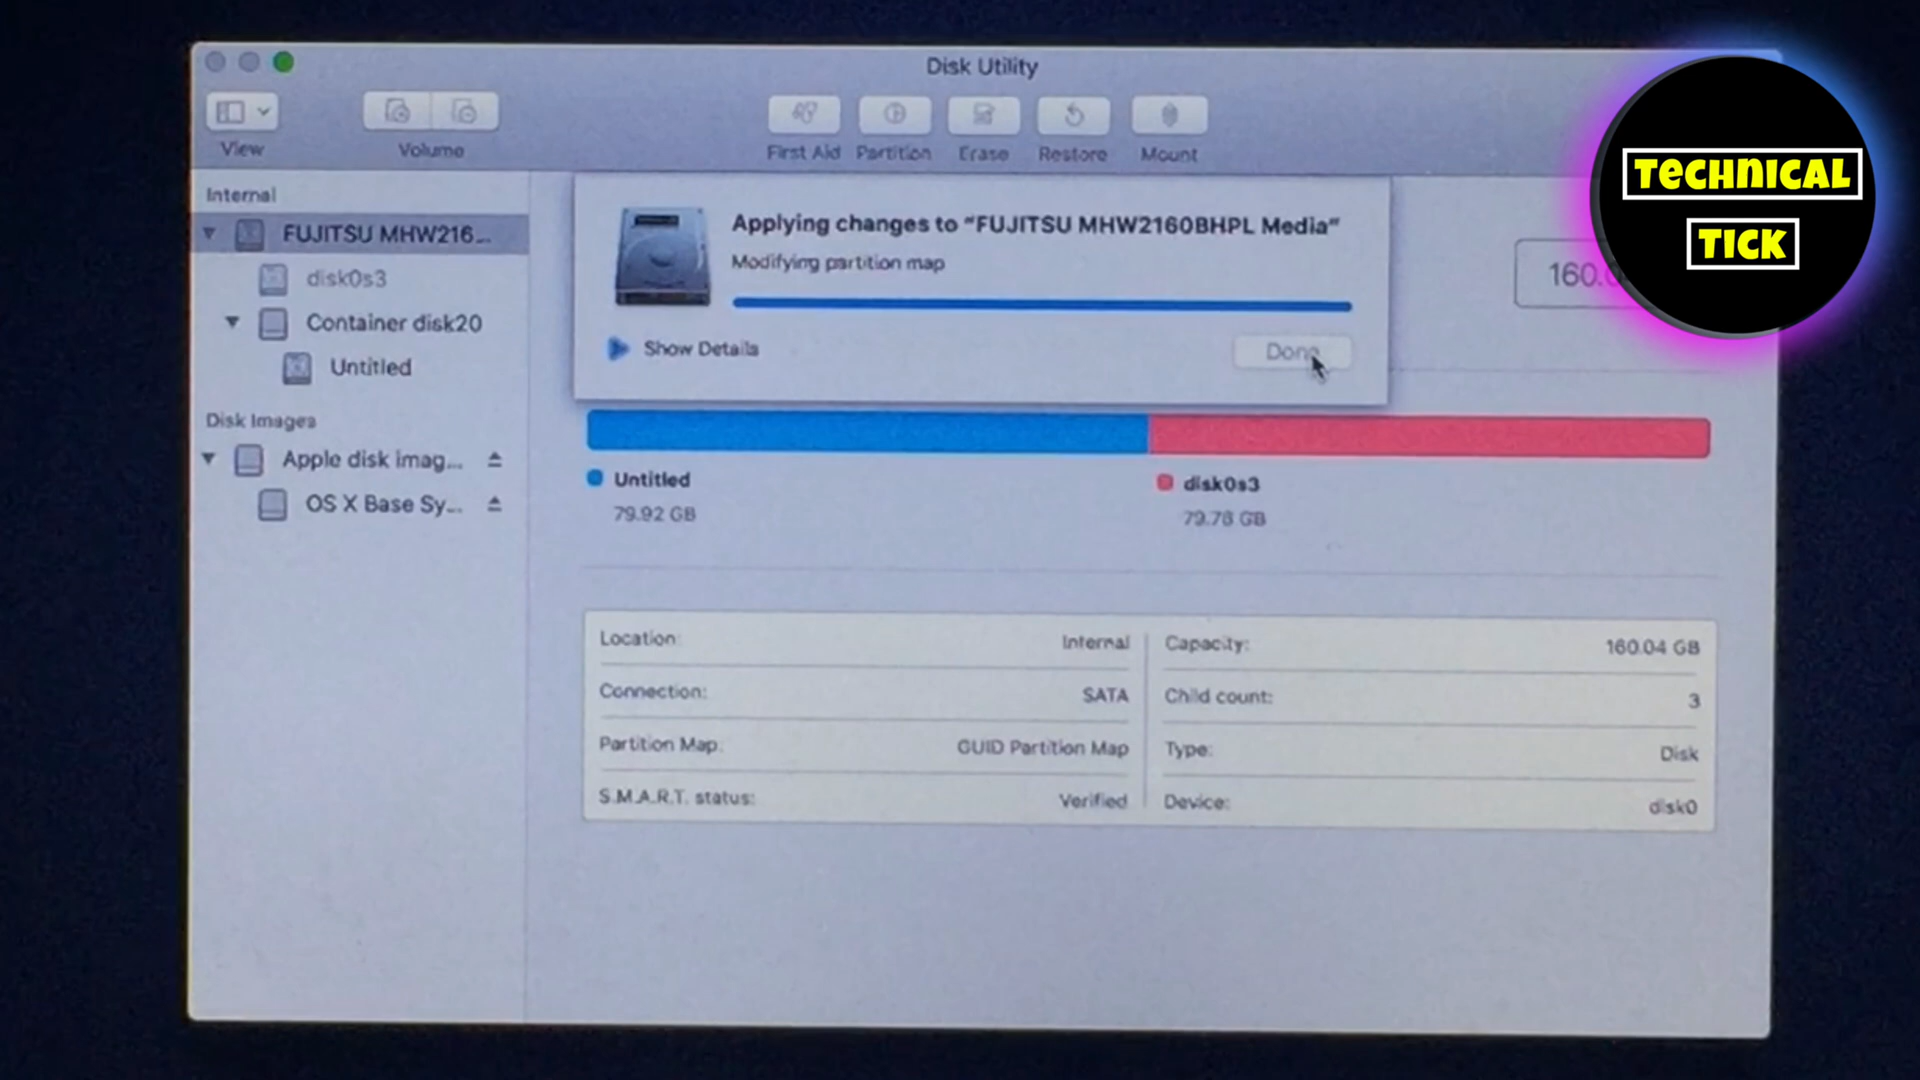 Disk Utility
View
Volume
First Aid
Partition
Erase
Restore
Mount
Internal
FUJITSU MHW216...
disk0s3
Container disk20
Untitled
Disk Images
Apple disk imag...
OS X Base Sy...
Applying changes to “FUJITSU MHW2160BHPL Media”
Modifying partition map
Show Details
Done
160.0
Untitled
79.92 GB
disk0s3
79.76 GB
Location: Internal
Connection: SATA
Partition Map: GUID Partition Map
S.M.A.R.T. status: Verified
Capacity: 160.04 GB
Child count: 3
Type: Disk
Device: disk0
TECHNICAL
TICK